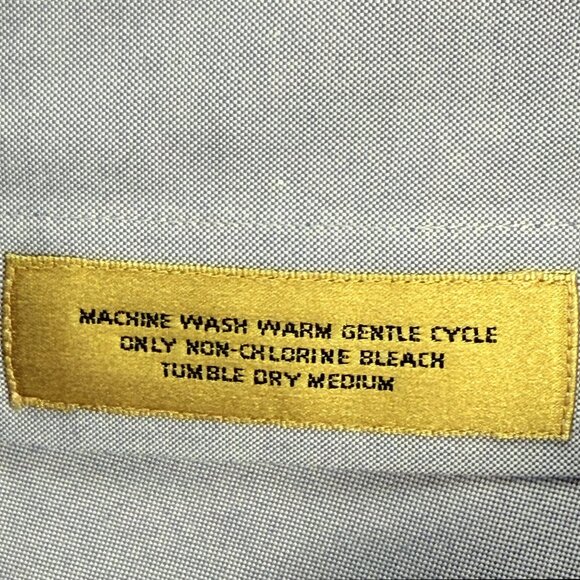 MACHINE WASH WARM GENTLE CYCLE
ONLY NON-CHLORINE BLEACH
TUMBLE DRY MEDIUM